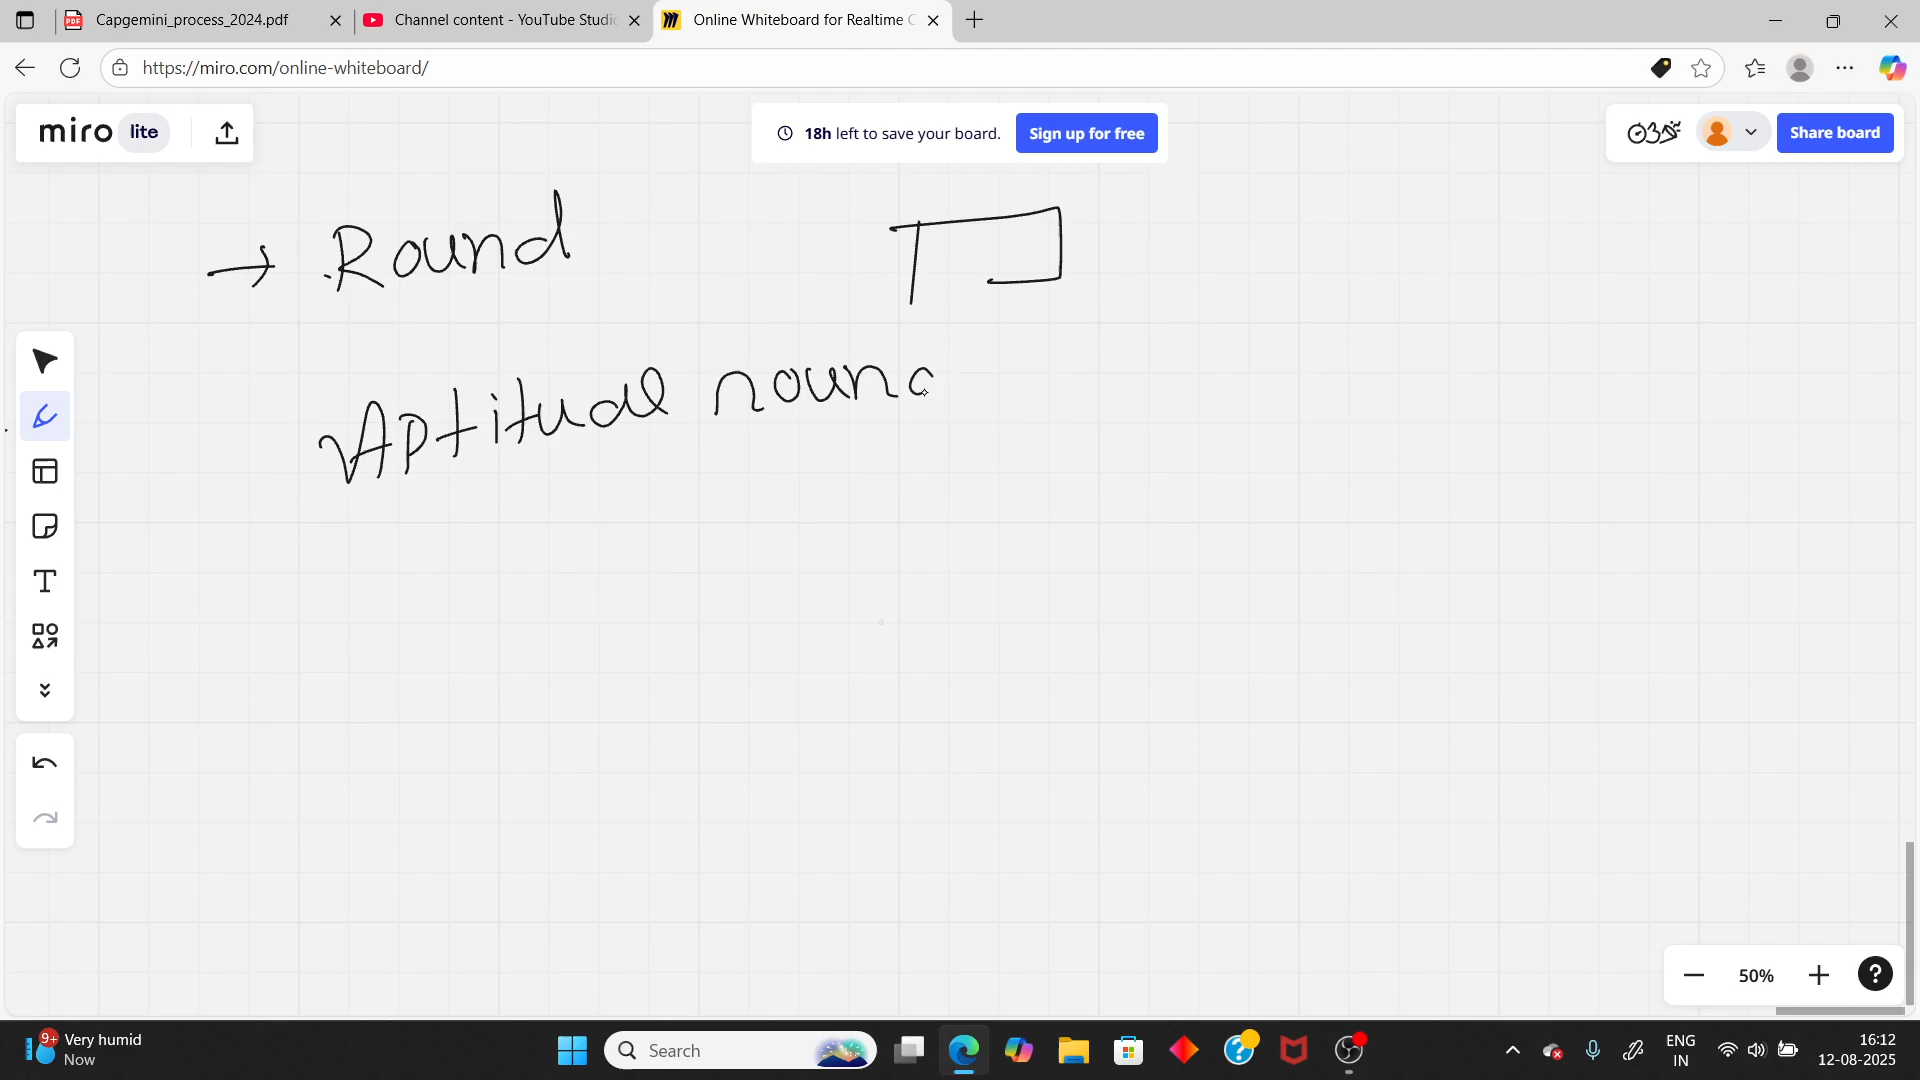 Capgemini_process_2024.pdf
Channel content - YouTube Studio
Online Whiteboard for Realtime C
https://miro.com/online-whiteboard/
miro lite
18h left to save your board.
Sign up for free
Share board
→ Round
Aptitude roun
50%
9+
Very humid
Now
Search
ENG
IN
16:12
12-08-2025